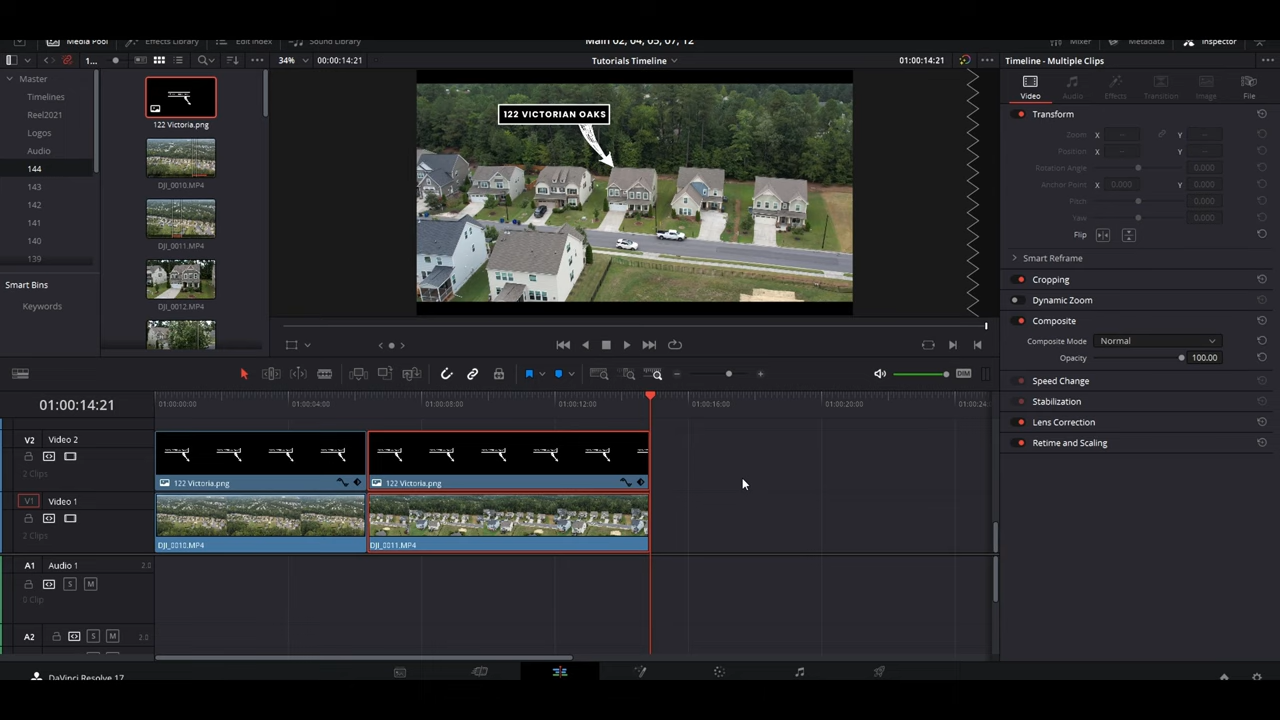 Media Pool
Effects Library
Edit Index
Sound Library
Main 02, 04, 05, 07, 12
Mixer
Metadata
Inspector
1...
34%
00:00:14:21
Tutorials Timeline
01:00:14:21
Timeline - Multiple Clips
Master
Timelines
Reel2021
Logos
Audio
144
143
142
141
140
139
Smart Bins
Keywords
122 Victoria.png
DJI_0010.MP4
DJI_0011.MP4
DJI_0012.MP4
122 VICTORIAN OAKS
Video
Audio
Effects
Transition
Image
File
Transform
Zoom X -- Y --
Position X -- Y --
Rotation Angle 0.000
Anchor Point X 0.000 Y 0.000
Pitch 0.000
Yaw 0.000
Flip
Smart Reframe
Cropping
Dynamic Zoom
Composite
Composite Mode Normal
Opacity 100.00
Speed Change
Stabilization
Lens Correction
Retime and Scaling
DIM
01:00:14:21
01:00:00:00
01:00:04:00
01:00:08:00
01:00:12:00
01:00:16:00
01:00:20:00
01:00:24:
V2 Video 2
2 Clips
122 Victoria.png
122 Victoria.png
V1 Video 1
2 Clips
DJI_0010.MP4
DJI_0011.MP4
A1 Audio 1 2.0
S M
0 Clip
A2 S M 2.0
DaVinci Resolve 17